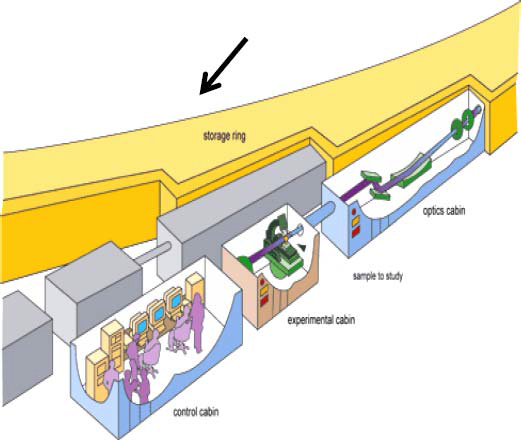 storage ring
optics cabin
sample to study
experimental cabin
control cabin